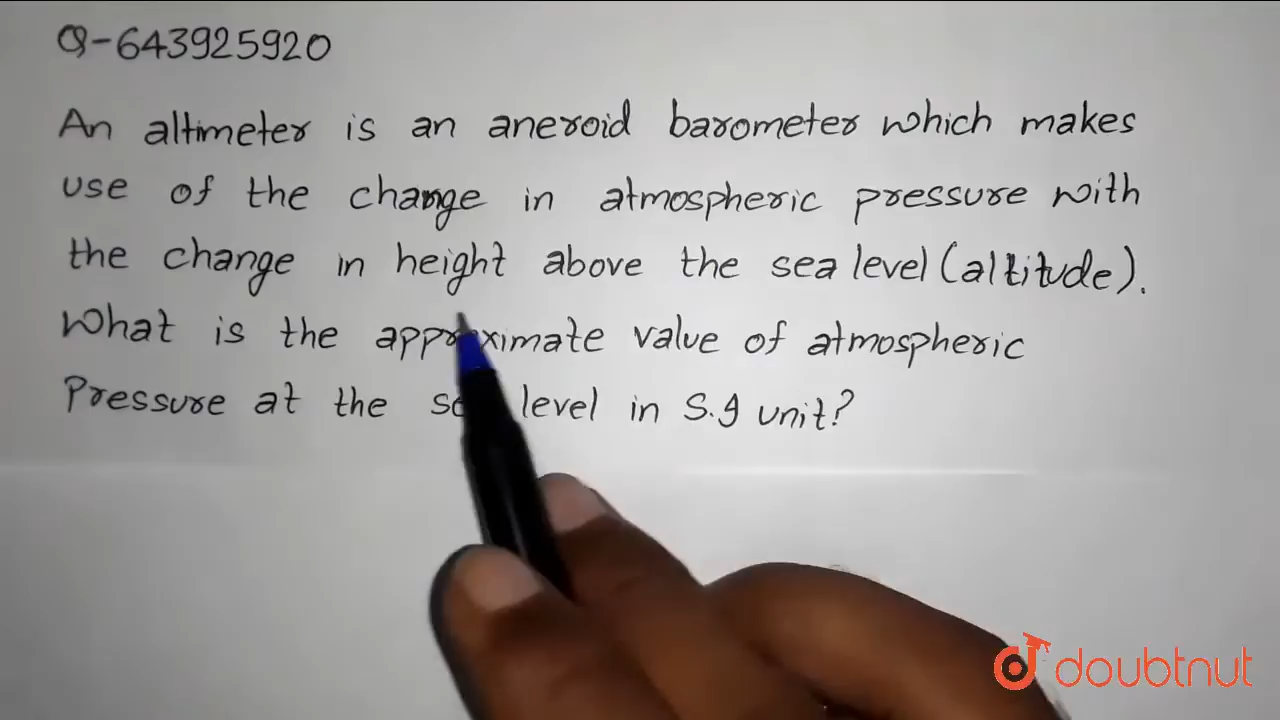 Q-643925920
An altimeter is an aneroid barometer which makes
use of the change in atmospheric pressure with
the change in height above the sea level (altitude).
What is the approximate value of atmospheric
Pressure at the level in S.I unit?
doubtnut